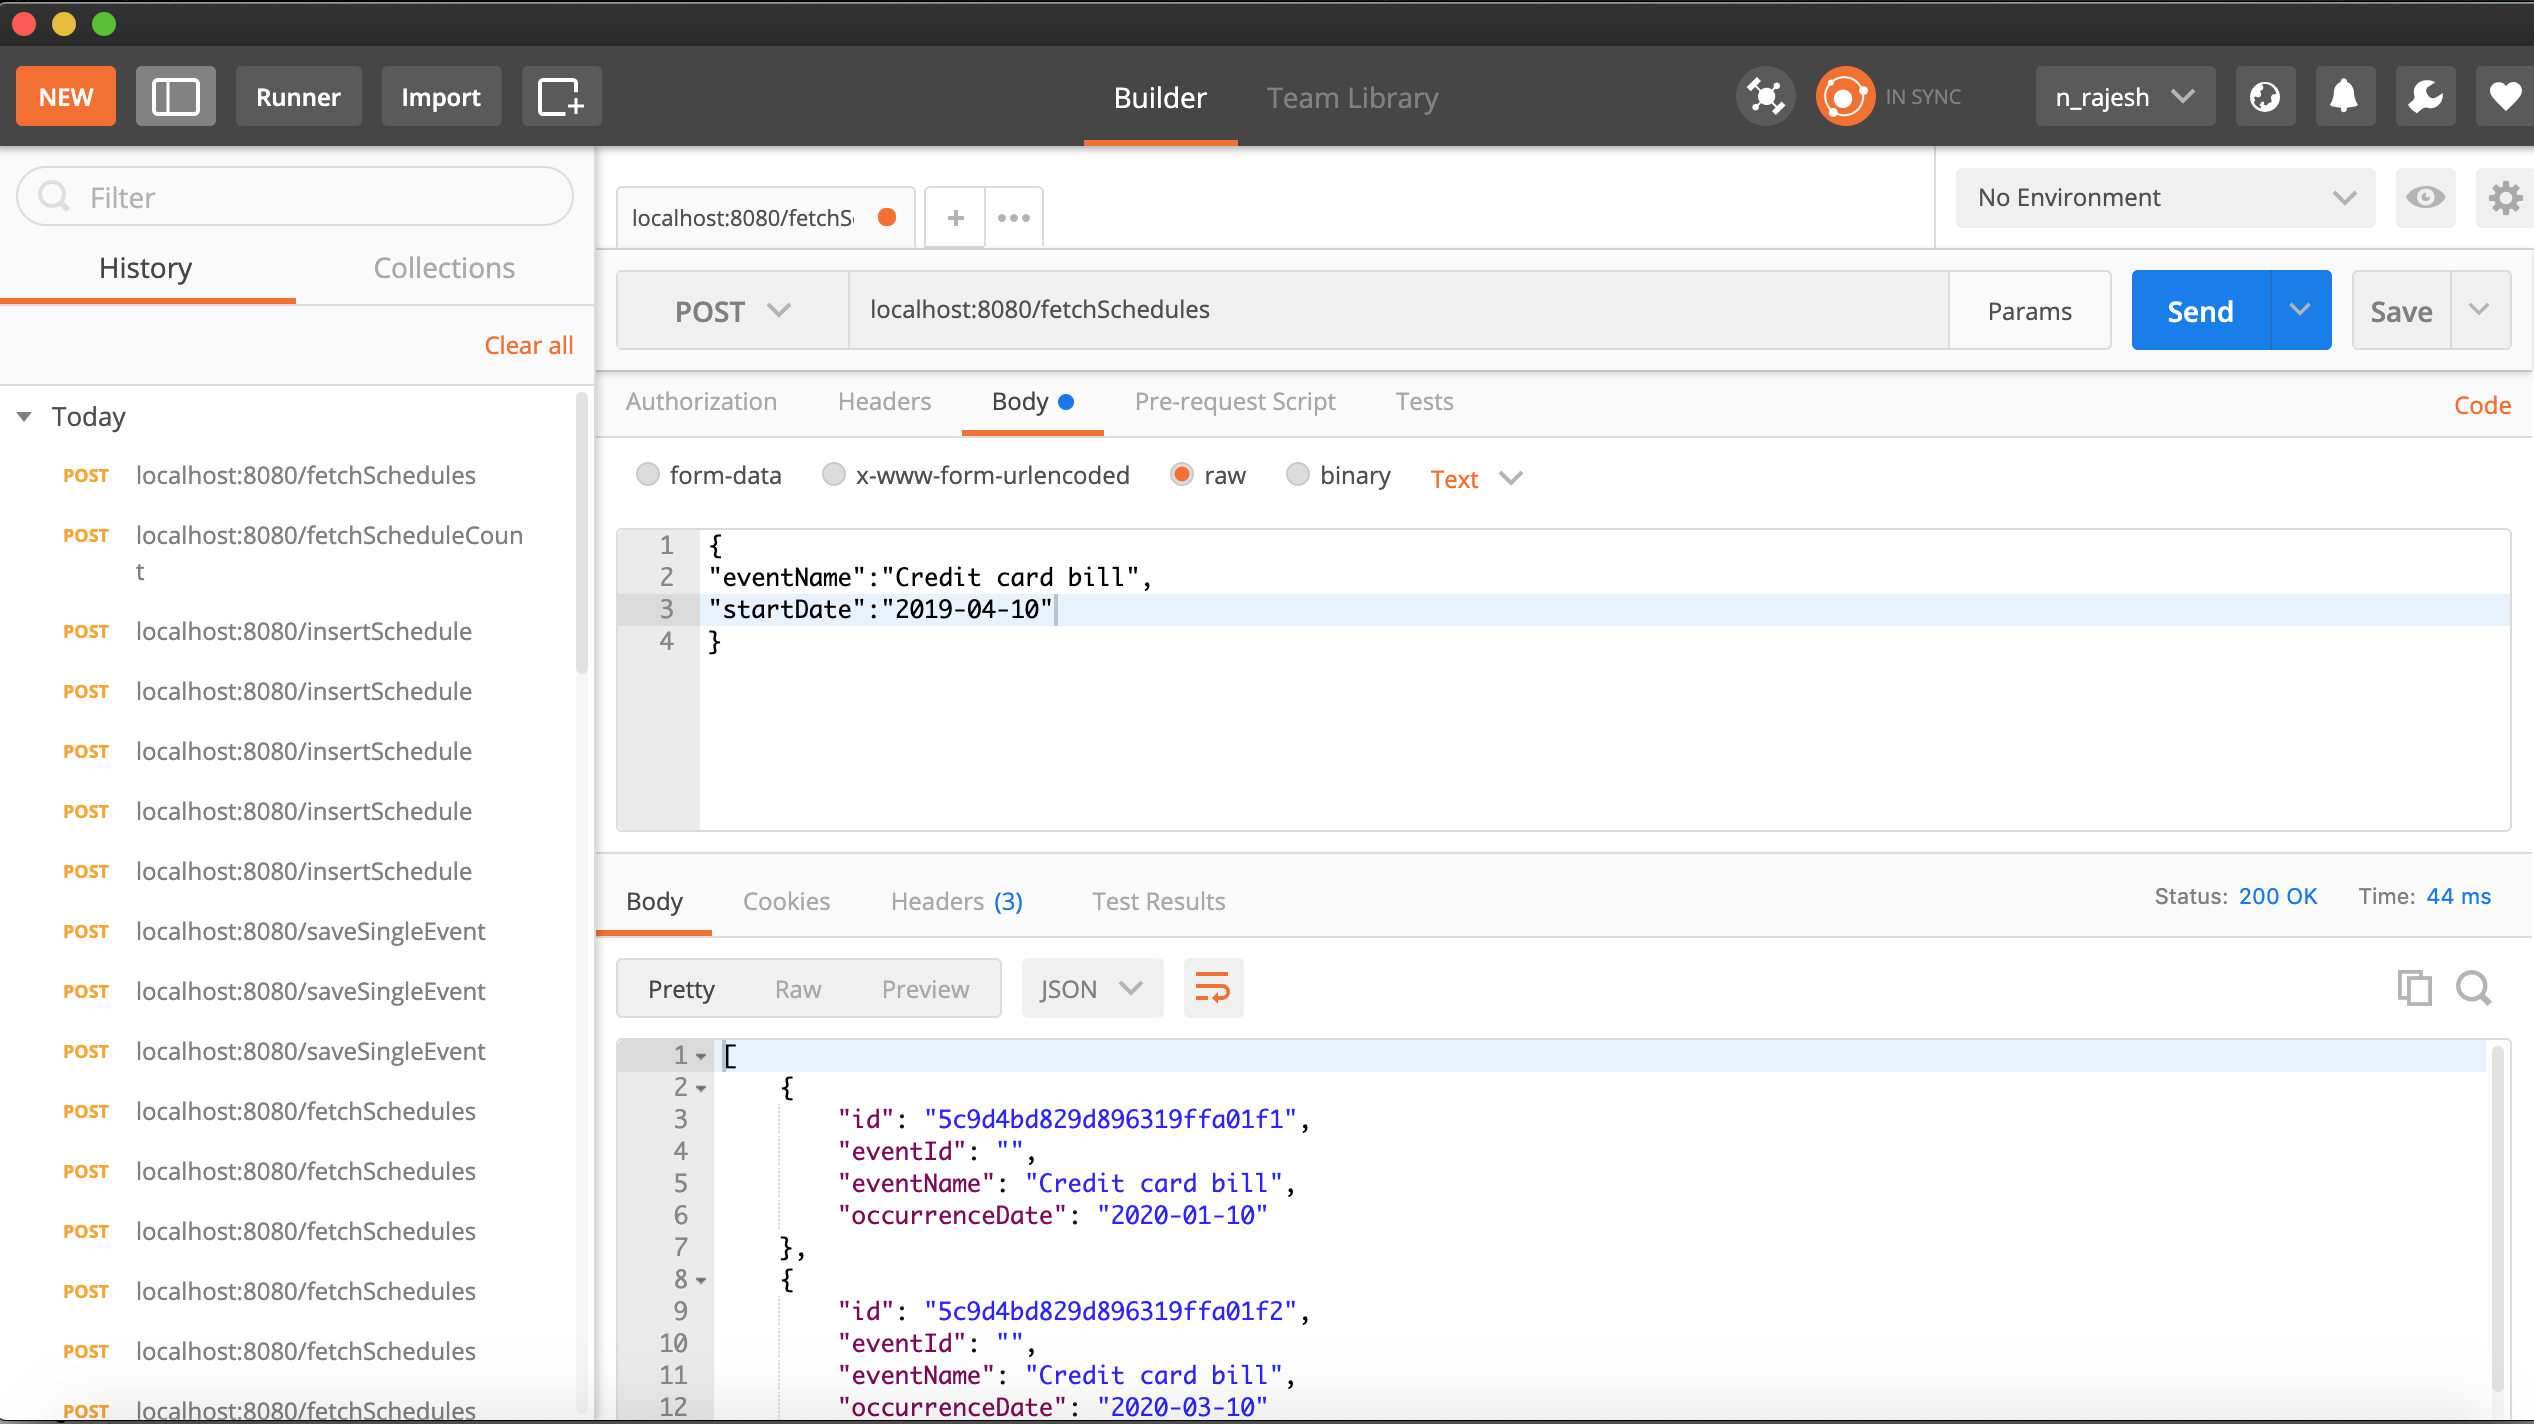 NEW
Runner
Import
Builder
Team Library
IN SYNC
n_rajesh
Filter
History
Collections
Clear all
Today
POST localhost:8080/fetchSchedules
POST localhost:8080/fetchScheduleCoun
t
POST localhost:8080/insertSchedule
POST localhost:8080/insertSchedule
POST localhost:8080/insertSchedule
POST localhost:8080/insertSchedule
POST localhost:8080/insertSchedule
POST localhost:8080/saveSingleEvent
POST localhost:8080/saveSingleEvent
POST localhost:8080/saveSingleEvent
POST localhost:8080/fetchSchedules
POST localhost:8080/fetchSchedules
POST localhost:8080/fetchSchedules
POST localhost:8080/fetchSchedules
POST localhost:8080/fetchSchedules
POST localhost:8080/fetchSchedules
localhost:8080/fetchS
No Environment
POST
localhost:8080/fetchSchedules
Params
Send
Save
Authorization
Headers
Body
Pre-request Script
Tests
Code
form-data
x-www-form-urlencoded
raw
binary
Text
1 {
2 "eventName":"Credit card bill",
3 "startDate":"2019-04-10"
4 }
Body
Cookies
Headers (3)
Test Results
Status: 200 OK
Time: 44 ms
Pretty
Raw
Preview
JSON
1 [
2 {
3 "id": "5c9d4bd829d896319ffa01f1",
4 "eventId": "",
5 "eventName": "Credit card bill",
6 "occurrenceDate": "2020-01-10"
7 },
8 {
9 "id": "5c9d4bd829d896319ffa01f2",
10 "eventId": "",
11 "eventName": "Credit card bill",
12 "occurrenceDate": "2020-03-10"